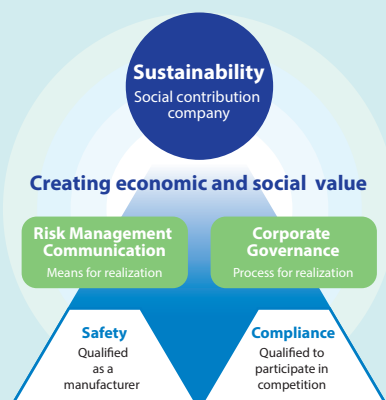 Sustainability
Social contribution
company
Creating economic and social value
Risk Management
Communication
Means for realization
Corporate
Governance
Process for realization
Safety
Qualified
as a
manufacturer
Compliance
Qualified to
participate in
competition